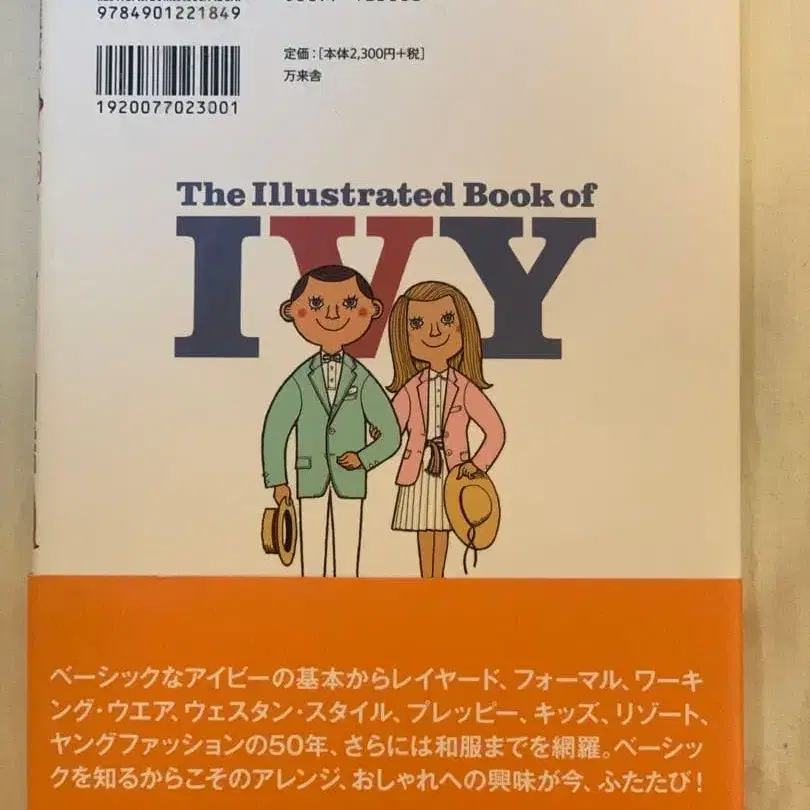 9784901221849
定価:[本体2,300円+税]
万来舎
1920077023001
The Illustrated Book of
IVY
ベーシックなアイビーの基本からレイヤード、フォーマル、ワーキ
ング・ウエア、ウェスタン・スタイル、プレッピー、キッズ、リゾート、
ヤングファッションの50年、さらには和服までを網羅。ベーシッ
クを知るからこそのアレンジ、おしゃれへの興味が今、ふたたび!